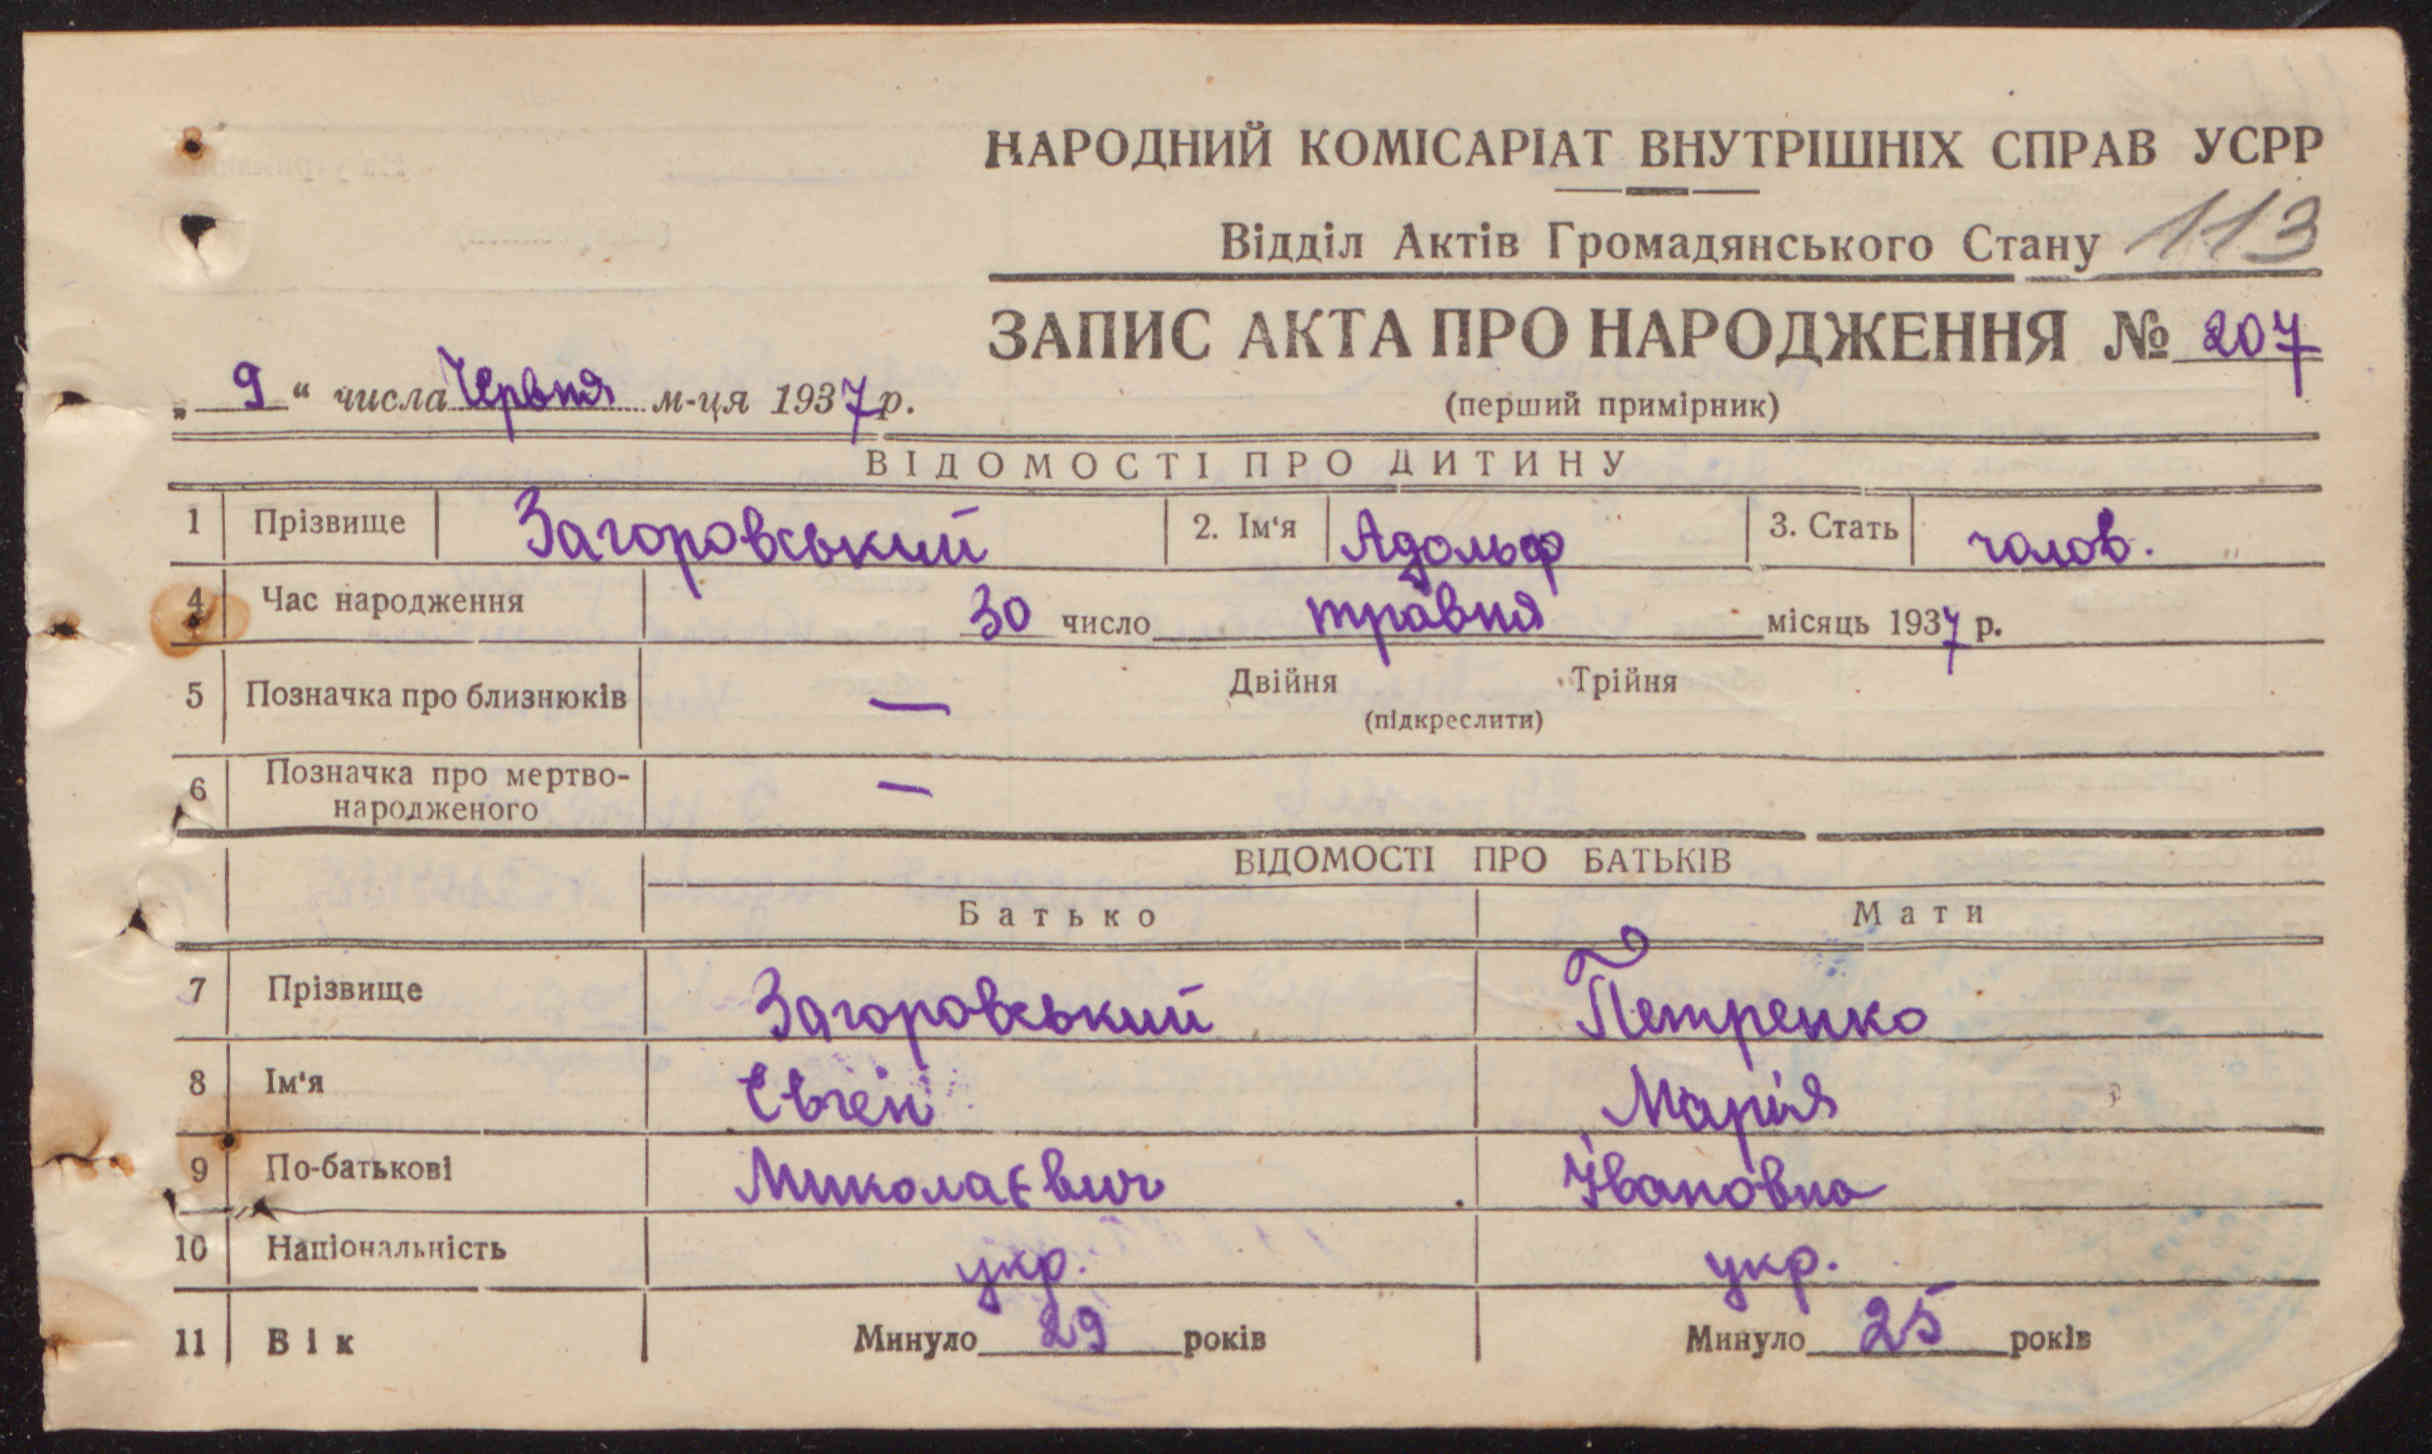 НАРОДНИЙ КОМІСАРІАТ ВНУТРІШНІХ СПРАВ УСРР
Відділ Актів Громадянського Стану 113
ЗАПИС АКТА ПРО НАРОДЖЕННЯ № 207
„ 9 “ числа Червня м-ця 1937 р.
(перший примірник)
ВІДОМОСТІ ПРО ДИТИНУ
1 Прізвище Загоровський 2. Ім‘я Адольф 3. Стать чолов.
4 Час народження 30 число травня місяць 1937 р.
5 Позначка про близнюків — Двійня Трійня
(підкреслити)
6 Позначка про мертво-
народженого —
ВІДОМОСТІ ПРО БАТЬКІВ
Батько Мати
7 Прізвище Загоровський Петренко
8 Ім‘я Євген Марія
9 По-батькові Миколаєвич Івановна
10 Національність укр. укр.
11 Вік Минуло 29 років Минуло 25 років